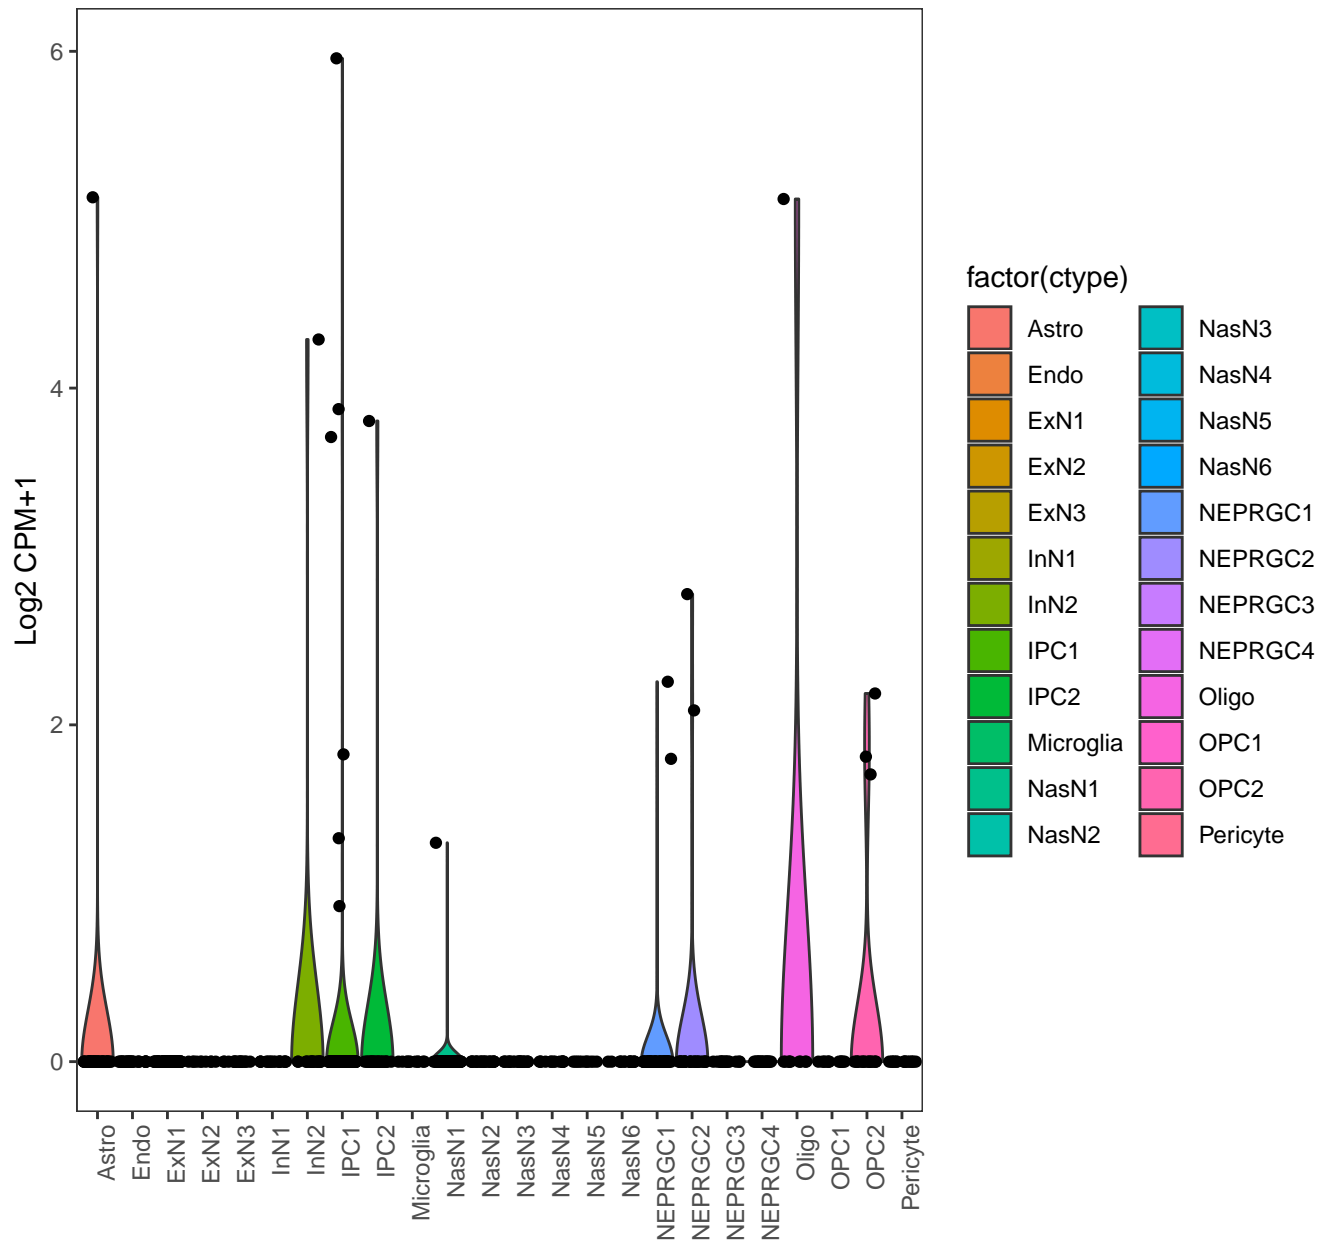 6
4
2
0
Log2 CPM+1
Astro
Endo
ExN1
ExN2
ExN3
InN1
InN2
IPC1
IPC2
Microglia
NasN1
NasN2
NasN3
NasN4
NasN5
NasN6
NEPRGC1
NEPRGC2
NEPRGC3
NEPRGC4
Oligo
OPC1
OPC2
Pericyte
factor(ctype)
Astro
Endo
ExN1
ExN2
ExN3
InN1
InN2
IPC1
IPC2
Microglia
NasN1
NasN2
NasN3
NasN4
NasN5
NasN6
NEPRGC1
NEPRGC2
NEPRGC3
NEPRGC4
Oligo
OPC1
OPC2
Pericyte